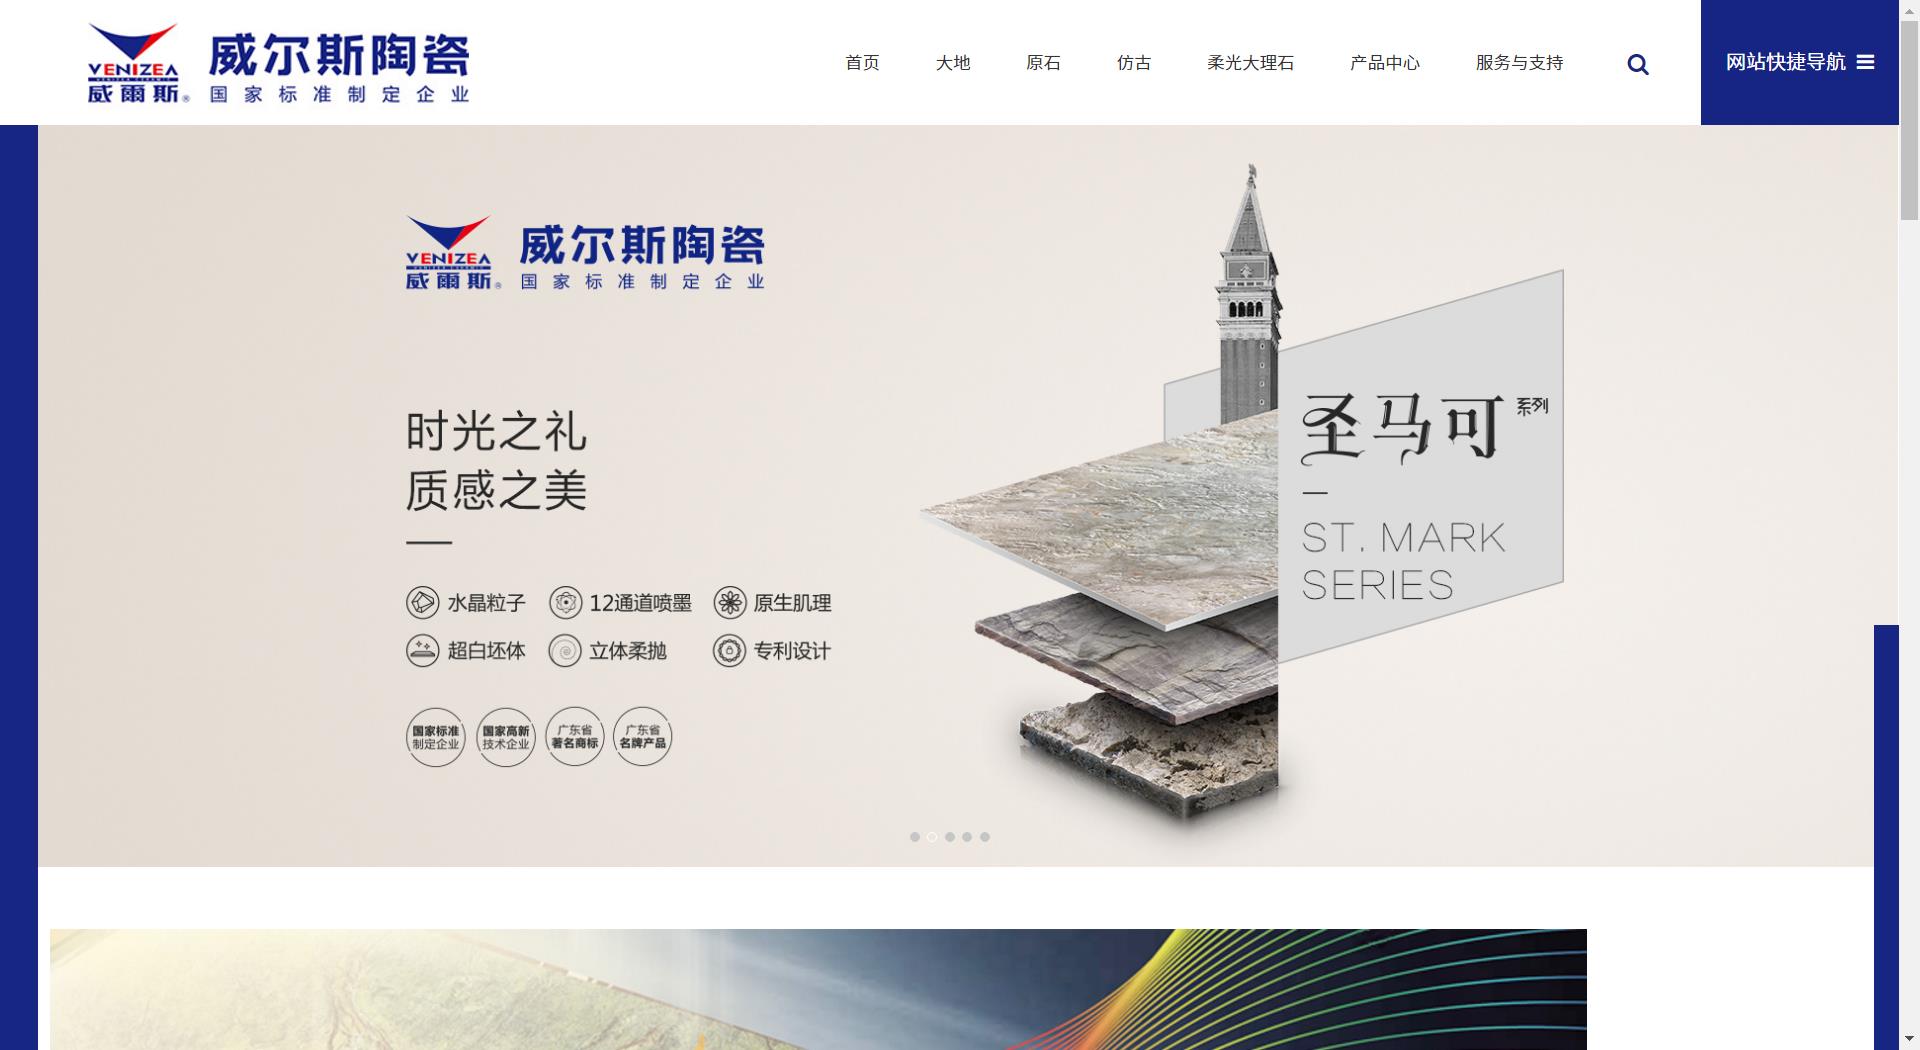 VENIZEA
威爾斯®
威尔斯陶瓷
国家标准制定企业
首页
大地
原石
仿古
柔光大理石
产品中心
服务与支持
网站快捷导航
VENIZEA
威爾斯®
威尔斯陶瓷
国家标准制定企业
时光之礼
质感之美
水晶粒子
12通道喷墨
原生肌理
超白坯体
立体柔抛
专利设计
国家标准
制定企业
国家高新
技术企业
广东省
著名商标
广东省
名牌产品
圣马可系列
ST. MARK
SERIES